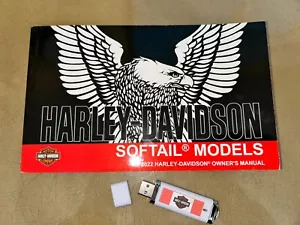 HARLEY-DAVIDSON
SOFTAIL® MODELS
2022 HARLEY-DAVIDSON® OWNER'S MANUAL